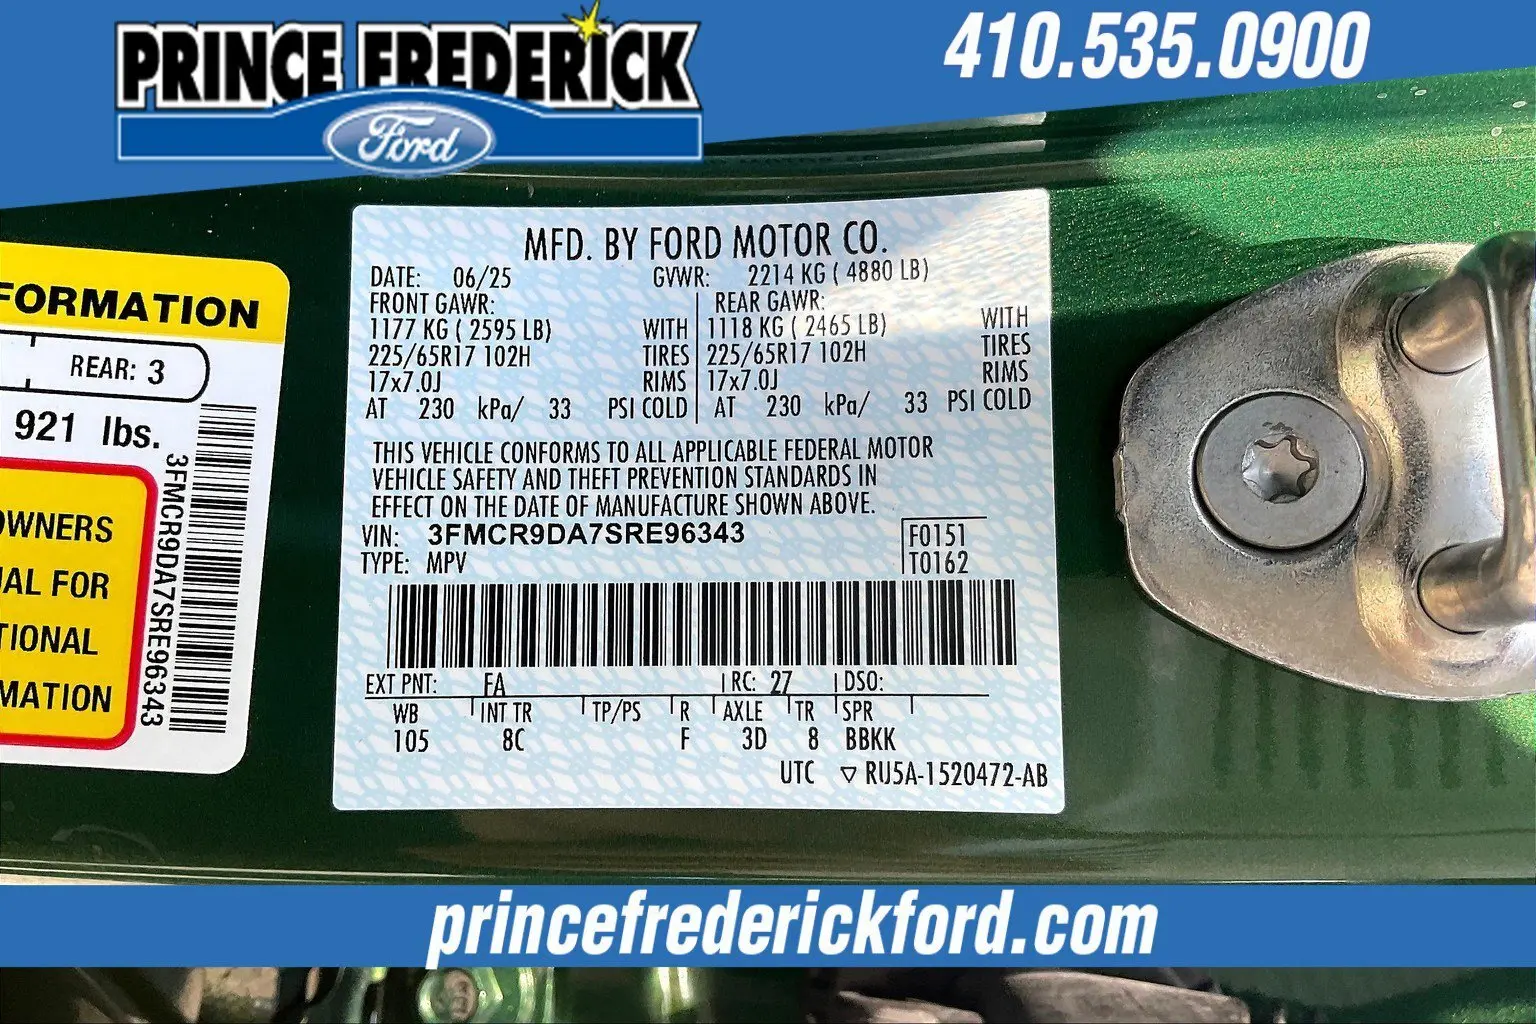 PRINCE FREDERICK
Ford
410.535.0900
FORMATION
REAR: 3
921 lbs.
OWNERS
AL FOR
TIONAL
MATION
3FMCR9DA7SRE96343
MFD. BY FORD MOTOR CO.
DATE: 06/25 GVWR: 2214 KG ( 4880 LB)
FRONT GAWR: REAR GAWR:
1177 KG ( 2595 LB) WITH 1118 KG ( 2465 LB) WITH
225/65R17 102H TIRES 225/65R17 102H TIRES
17x7.0J RIMS 17x7.0J RIMS
AT 230 kPa/ 33 PSI COLD AT 230 kPa/ 33 PSI COLD
THIS VEHICLE CONFORMS TO ALL APPLICABLE FEDERAL MOTOR
VEHICLE SAFETY AND THEFT PREVENTION STANDARDS IN
EFFECT ON THE DATE OF MANUFACTURE SHOWN ABOVE.
VIN: 3FMCR9DA7SRE96343 F0151
TYPE: MPV T0162
EXT PNT: FA RC: 27 DSO:
WB INT TR TP/PS R AXLE TR SPR
105 8C F 3D 8 BBKK
UTC ▽ RU5A-1520472-AB
princefrederickford.com